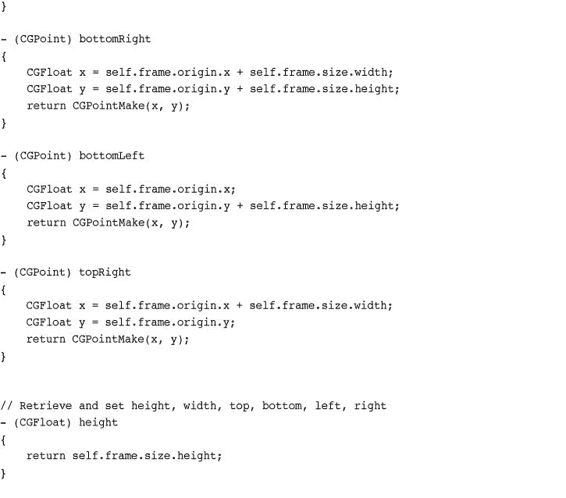 }
- (CGPoint) bottomRight
{
    CGFloat x = self.frame.origin.x + self.frame.size.width;
    CGFloat y = self.frame.origin.y + self.frame.size.height;
    return CGPointMake(x, y);
}
- (CGPoint) bottomLeft
{
    CGFloat x = self.frame.origin.x;
    CGFloat y = self.frame.origin.y + self.frame.size.height;
    return CGPointMake(x, y);
}
- (CGPoint) topRight
{
    CGFloat x = self.frame.origin.x + self.frame.size.width;
    CGFloat y = self.frame.origin.y;
    return CGPointMake(x, y);
}
// Retrieve and set height, width, top, bottom, left, right
- (CGFloat) height
{
    return self.frame.size.height;
}